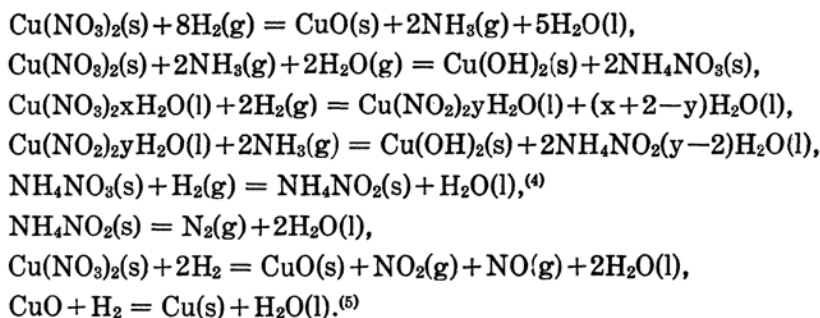 Cu(NO₃)₂(s)+8H₂(g) = CuO(s)+2NH₃(g)+5H₂O(l),
Cu(NO₃)₂(s)+2NH₃(g)+2H₂O(g) = Cu(OH)₂(s)+2NH₄NO₃(s),
Cu(NO₃)₂xH₂O(l)+2H₂(g) = Cu(NO₂)₂yH₂O(l)+(x+2−y)H₂O(l),
Cu(NO₂)₂yH₂O(l)+2NH₃(g) = Cu(OH)₂(s)+2NH₄NO₂(y−2)H₂O(l),
NH₄NO₃(s)+H₂(g) = NH₄NO₂(s)+H₂O(l),⁽⁴⁾
NH₄NO₂(s) = N₂(g)+2H₂O(l),
Cu(NO₃)₂(s)+2H₂ = CuO(s)+NO₂(g)+NO(g)+2H₂O(l),
CuO+H₂ = Cu(s)+H₂O(l).⁽⁵⁾